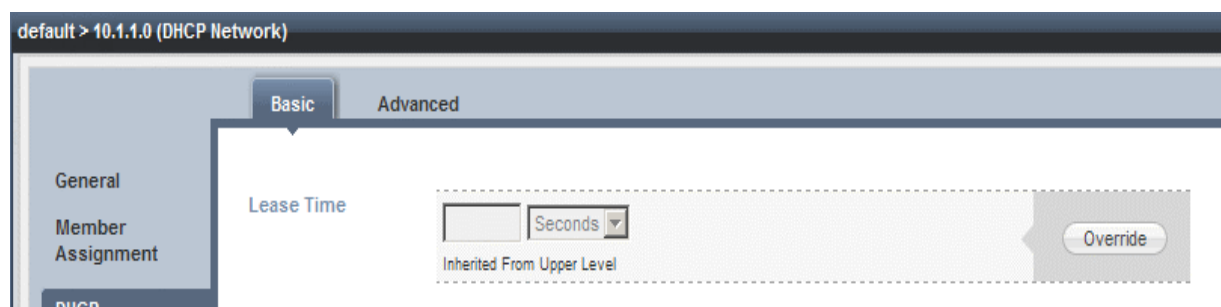 default > 10.1.1.0 (DHCP Network)
Basic
Advanced
General
Member
Assignment
DHCP
Lease Time
Seconds
Inherited From Upper Level
Override